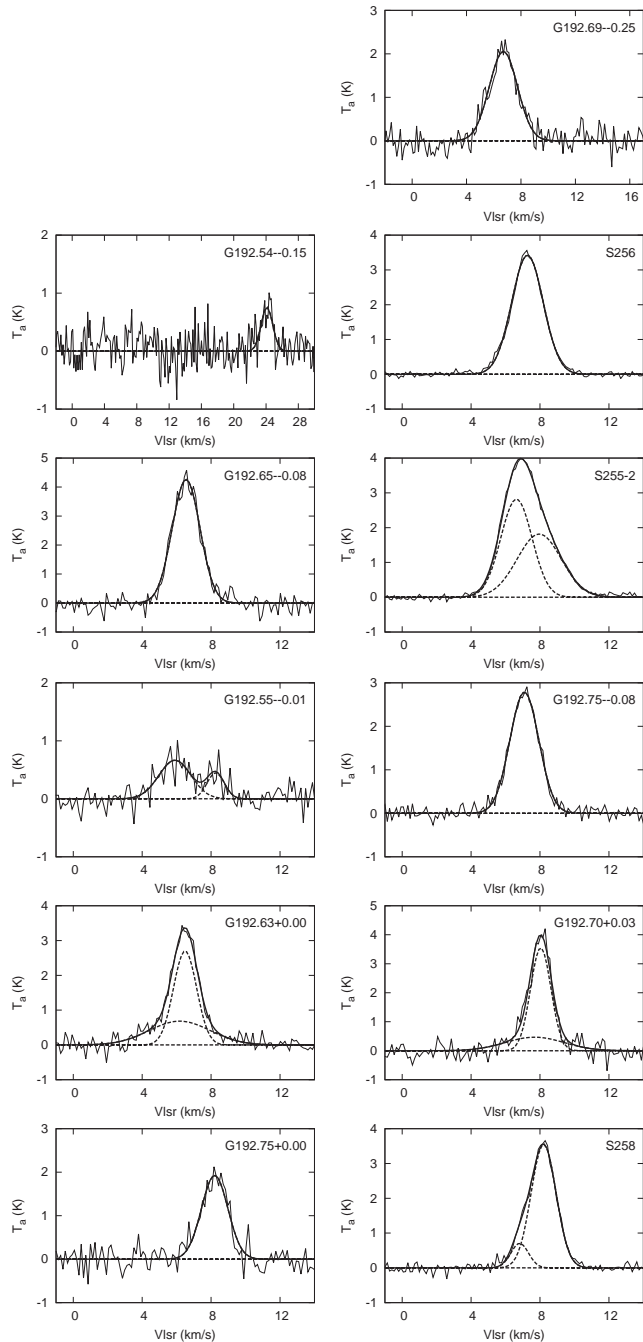 G192.69--0.25
T_a (K)
3
2
1
0
-1
0 4 8 12 16
Vlsr (km/s)
G192.54--0.15
T_a (K)
2
1
0
-1
0 4 8 12 16 20 24 28
Vlsr (km/s)
S256
T_a (K)
4
3
2
1
0
-1
0 4 8 12
Vlsr (km/s)
G192.65--0.08
T_a (K)
5
4
3
2
1
0
-1
0 4 8 12
Vlsr (km/s)
S255-2
T_a (K)
4
3
2
1
0
-1
0 4 8 12
Vlsr (km/s)
G192.55--0.01
T_a (K)
2
1
0
-1
0 4 8 12
Vlsr (km/s)
G192.75--0.08
T_a (K)
3
2
1
0
-1
0 4 8 12
Vlsr (km/s)
G192.63+0.00
T_a (K)
4
3
2
1
0
-1
0 4 8 12
Vlsr (km/s)
G192.70+0.03
T_a (K)
5
4
3
2
1
0
-1
0 4 8 12
Vlsr (km/s)
G192.75+0.00
T_a (K)
3
2
1
0
-1
0 4 8 12
Vlsr (km/s)
S258
T_a (K)
4
3
2
1
0
-1
0 4 8 12
Vlsr (km/s)